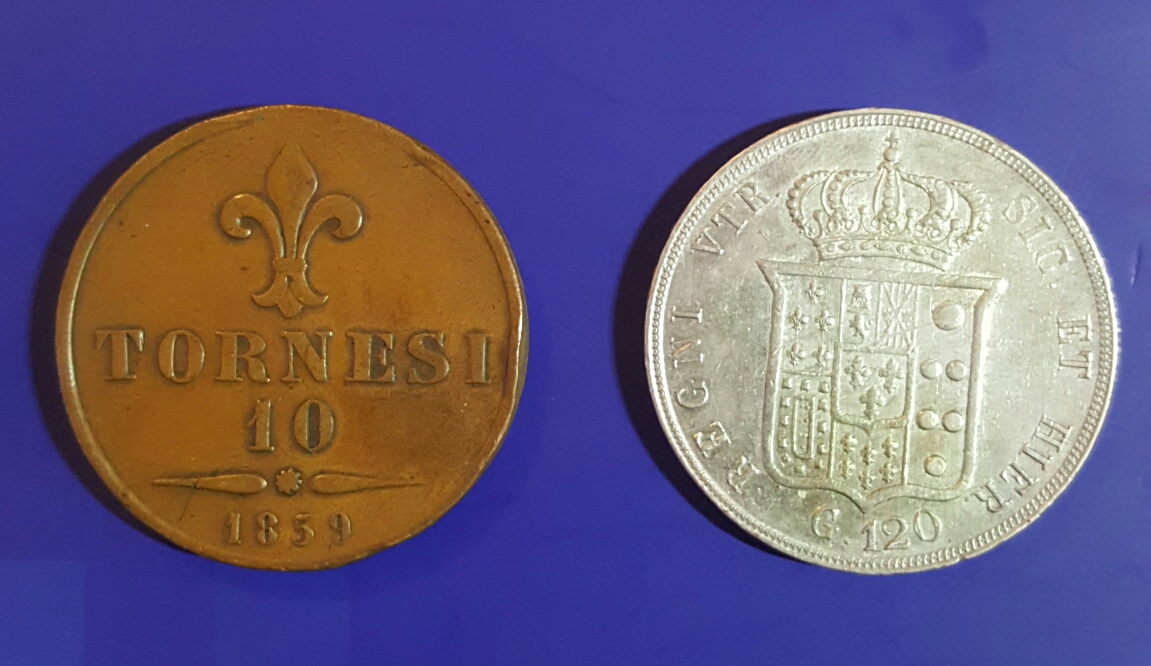 TORNESI
10
1859
REGNI VTR. SIC. ET HIER.
G. 120